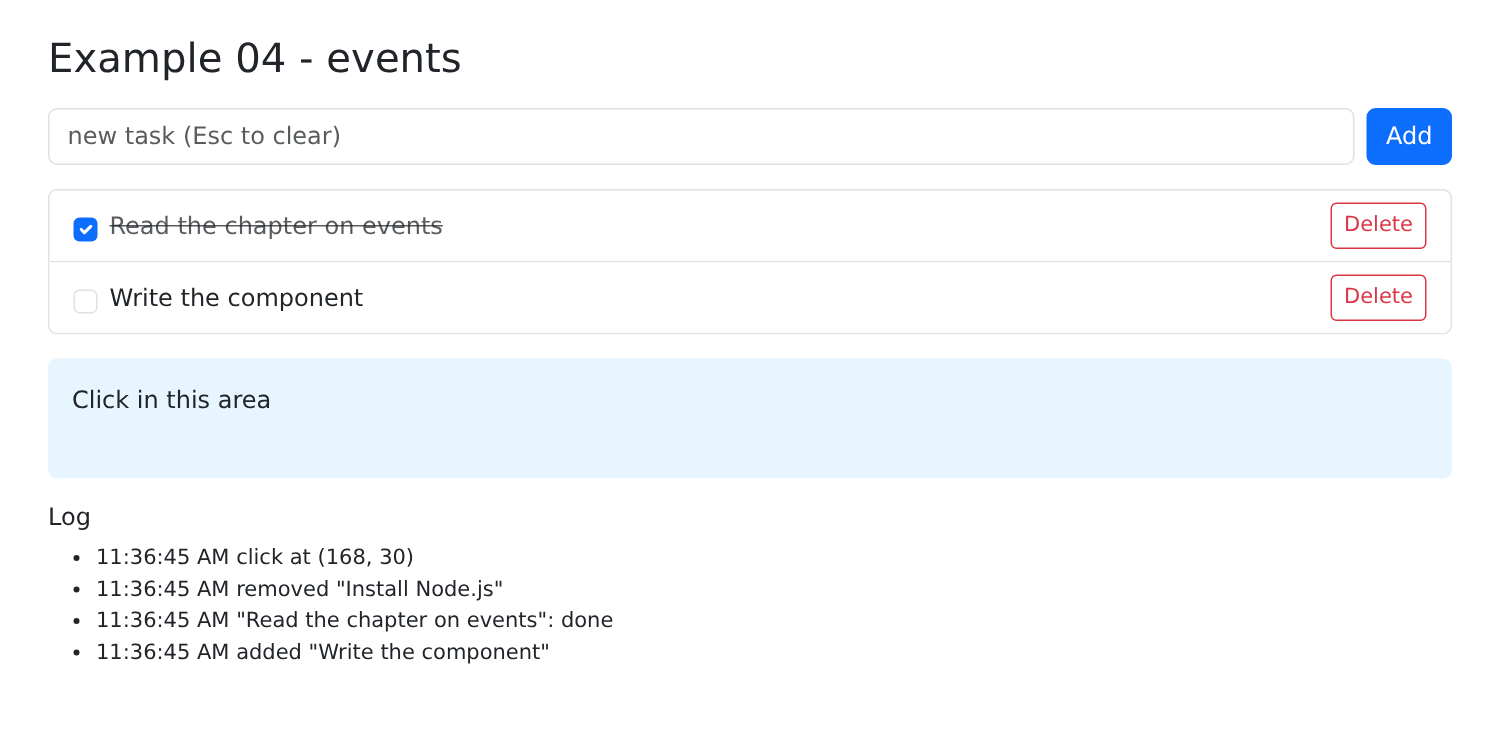 Example 04 - events
new task (Esc to clear)
Add
Read the chapter on events
Delete
Write the component
Delete
Click in this area
Log
• 11:36:45 AM click at (168, 30)
• 11:36:45 AM removed "Install Node.js"
• 11:36:45 AM "Read the chapter on events": done
• 11:36:45 AM added "Write the component"